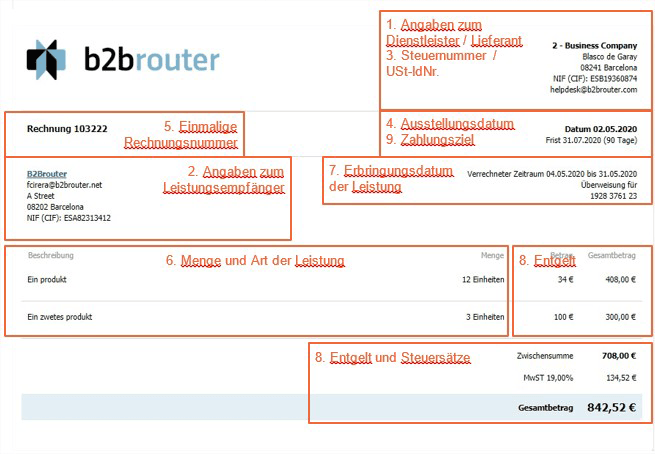 b2brouter
1. Angaben zum
Dienstleister / Lieferant
3. Steuernummer /
USt-IdNr.
2 - Business Company
Blasco de Garay
08241 Barcelona
NIF (CIF): ESB19360874
helpdesk@b2brouter.com
Rechnung 103222
5. Einmalige
Rechnungsnummer
4. Ausstellungsdatum
9. Zahlungsziel
Datum 02.05.2020
Frist 31.07.2020 (90 Tage)
B2Brouter
fcirera@b2brouter.net
A Street
08202 Barcelona
NIF (CIF): ESA82313412
2. Angaben zum
Leistungsempfänger
7. Erbringungsdatum
der Leistung
Verrechneter Zeitraum 04.05.2020 bis 31.05.2020
Überweisung für
1928 3761 23
Beschreibung 6. Menge und Art der Leistung Menge 8. Entgelt Betrag Gesamtbetrag
Ein produkt 12 Einheiten 34 € 408,00 €
Ein zwetes produkt 3 Einheiten 100 € 300,00 €
8. Entgelt und Steuersätze
Zwischensumme 708,00 €
MwST 19,00% 134,52 €
Gesamtbetrag 842,52 €